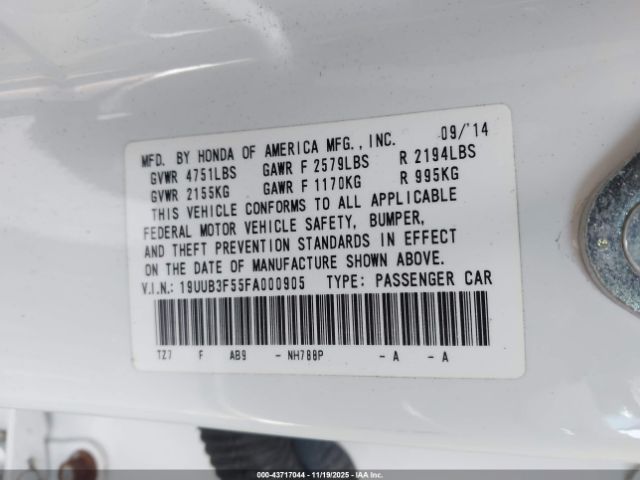 MFD. BY HONDA OF AMERICA MFG., INC. 09/'14
GVWR 4751LBS GAWR F 2579LBS R 2194LBS
GVWR 2155KG GAWR F 1170KG R 995KG
THIS VEHICLE CONFORMS TO ALL APPLICABLE
FEDERAL MOTOR VEHICLE SAFETY, BUMPER,
AND THEFT PREVENTION STANDARDS IN EFFECT
ON THE DATE OF MANUFACTURE SHOWN ABOVE.
V.I.N.: 19UUB3F55FA000905 TYPE: PASSENGER CAR
TZ7 F AB9 - NH788P - A - A
000-43717044 - 11/19/2025 - IAA Inc.